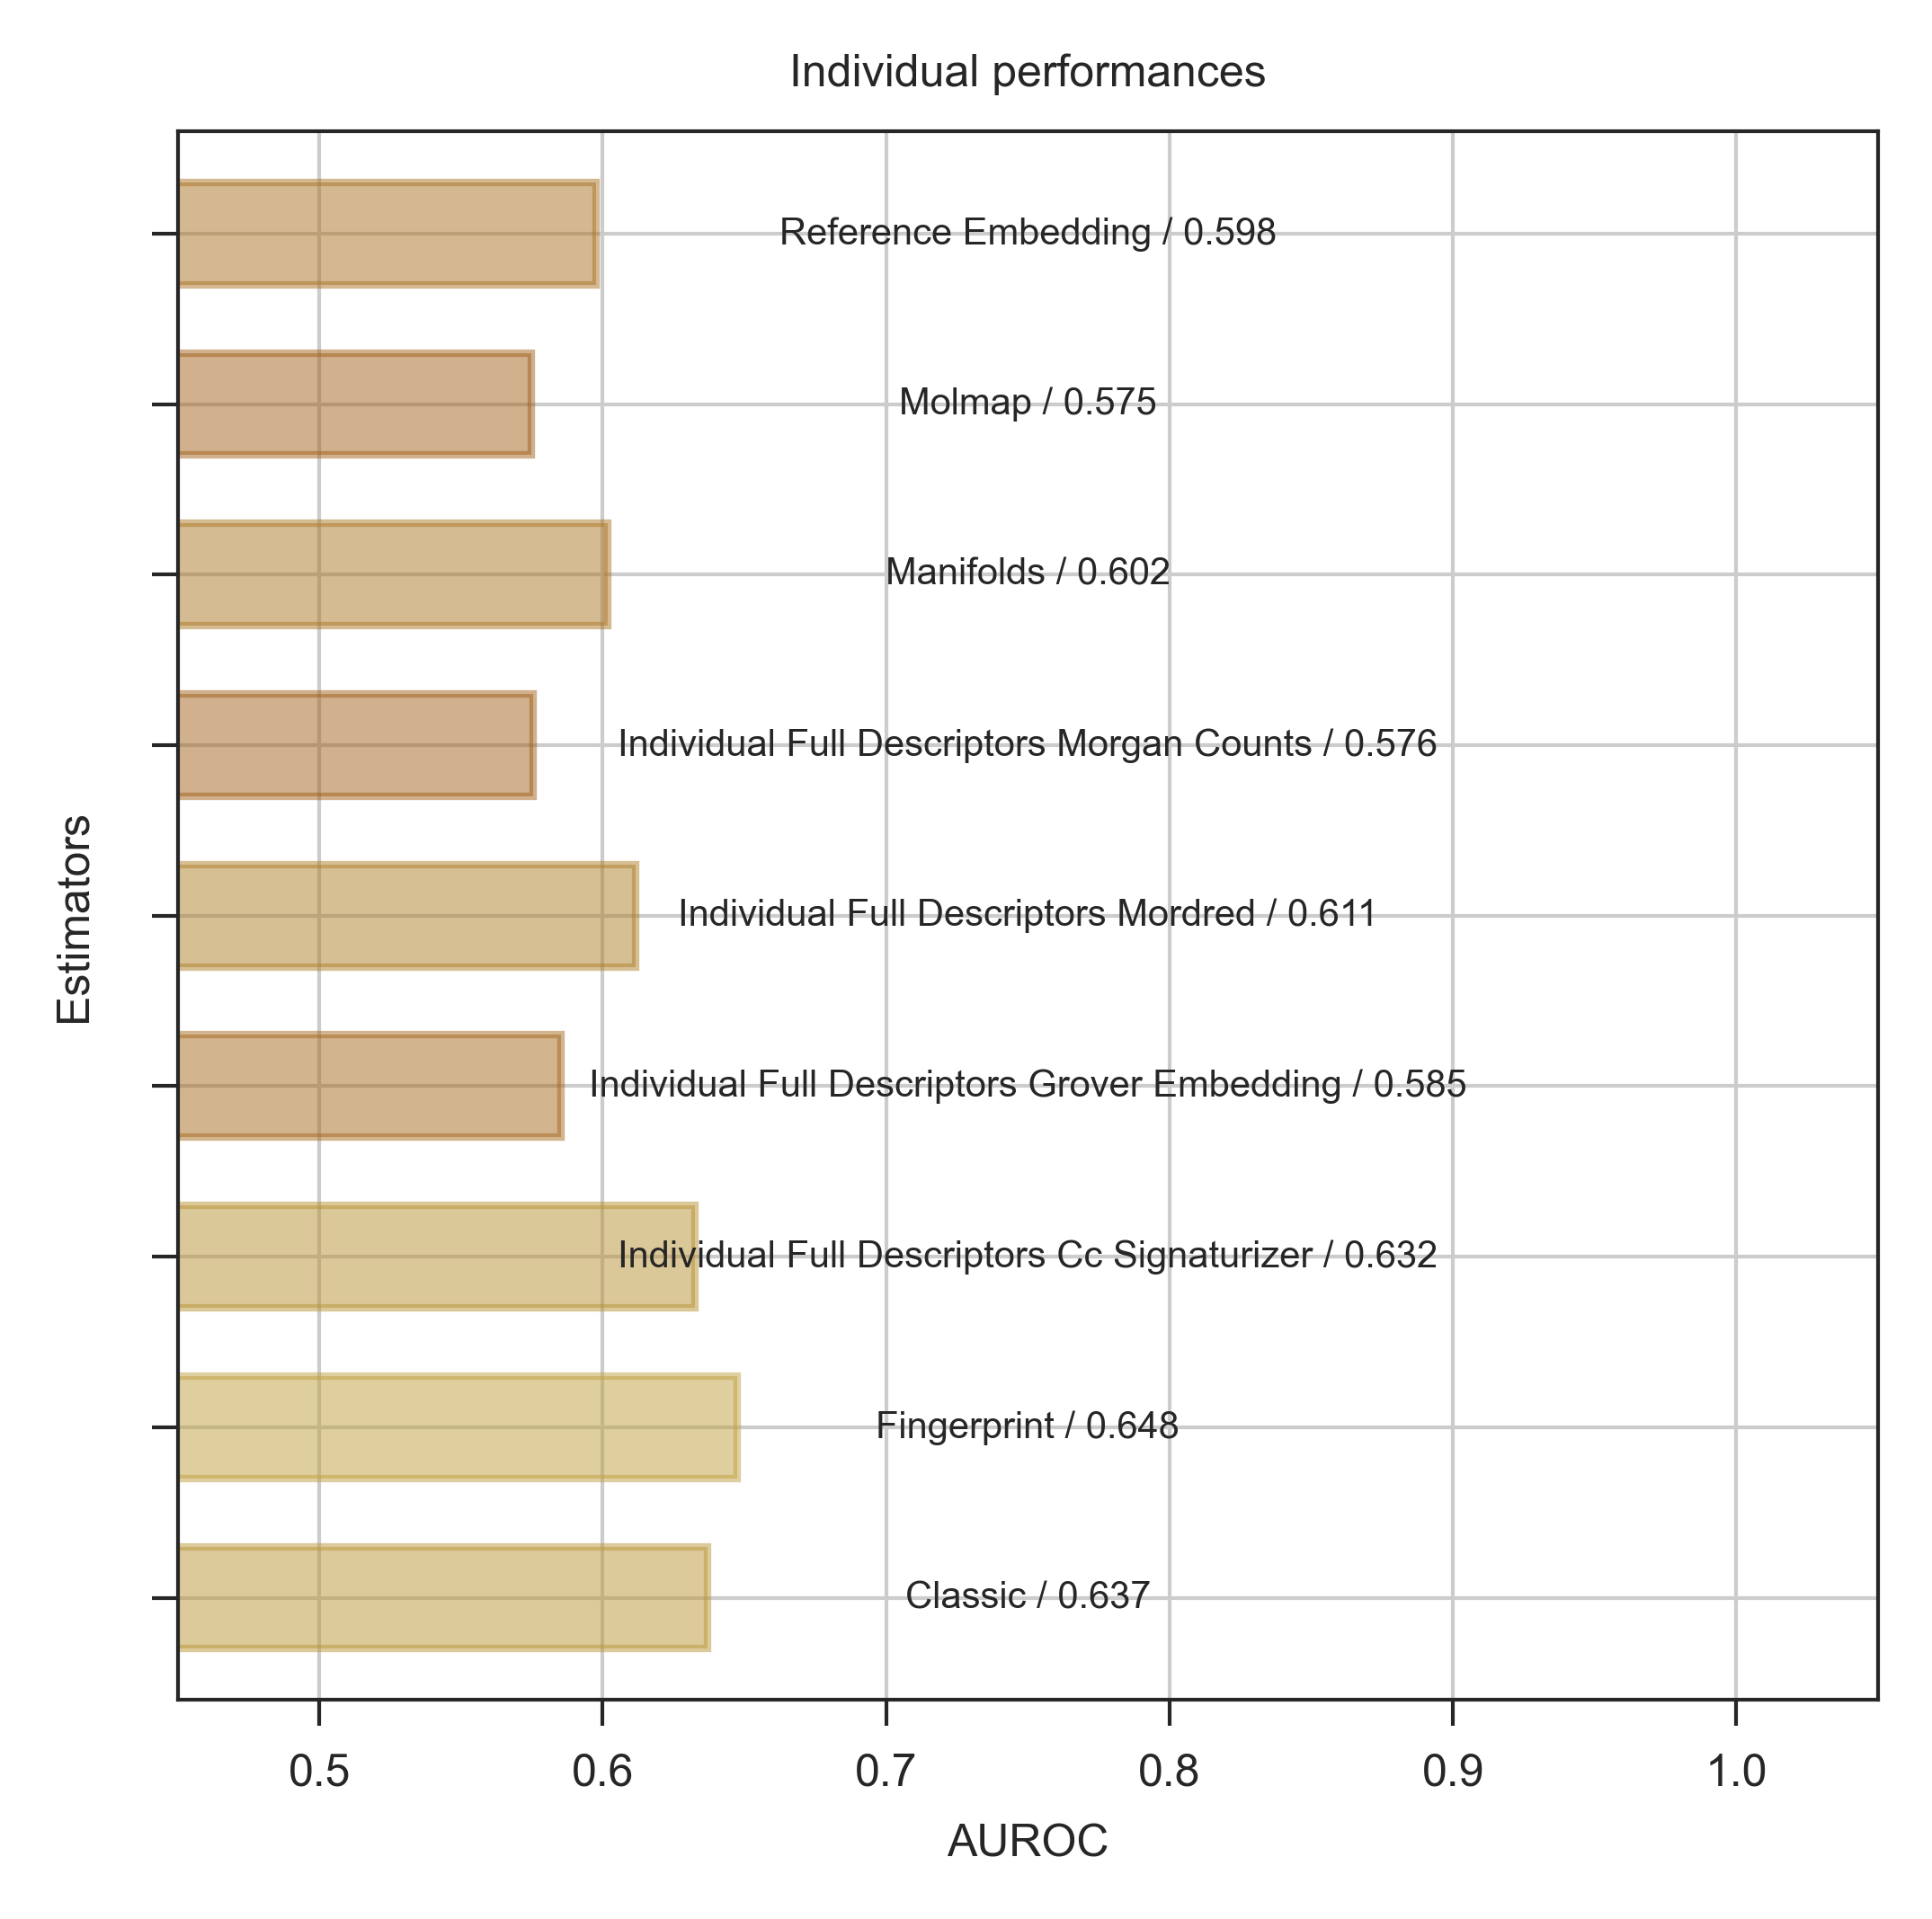 Individual performances
Reference Embedding / 0.598
Molmap / 0.575
Manifolds / 0.602
Individual Full Descriptors Morgan Counts / 0.576
Individual Full Descriptors Mordred / 0.611
Individual Full Descriptors Grover Embedding / 0.585
Individual Full Descriptors Cc Signaturizer / 0.632
Fingerprint / 0.648
Classic / 0.637
Estimators
0.5 0.6 0.7 0.8 0.9 1.0
AUROC